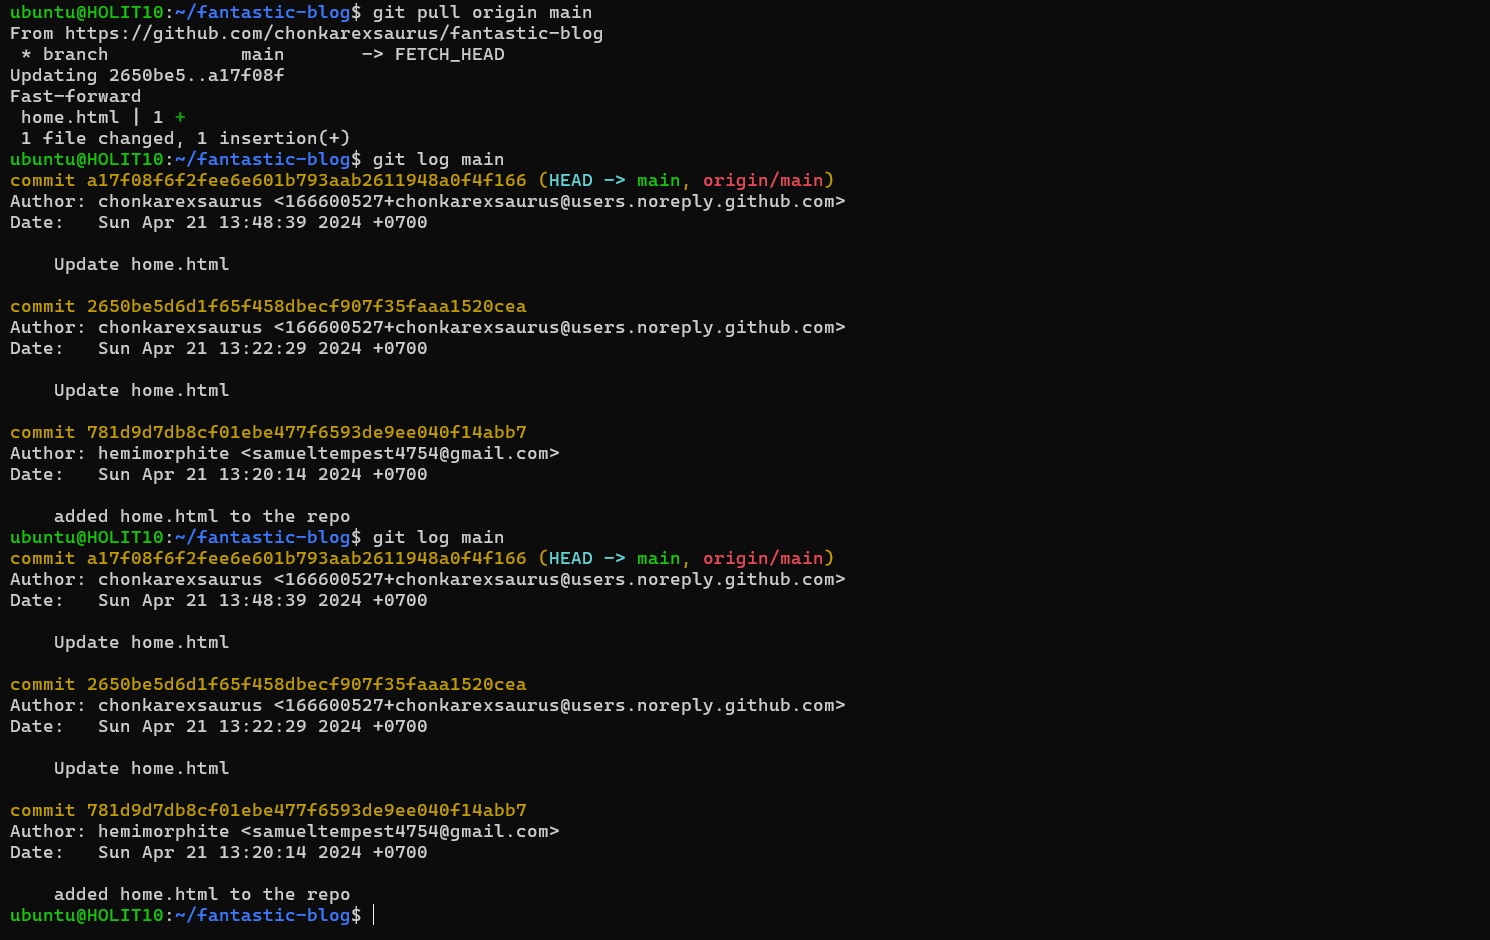 ubuntu@HOLIT10:~/fantastic-blog$ git pull origin main
From https://github.com/chonkarexsaurus/fantastic-blog
 * branch            main       -> FETCH_HEAD
Updating 2650be5..a17f08f
Fast-forward
 home.html | 1 +
 1 file changed, 1 insertion(+)
ubuntu@HOLIT10:~/fantastic-blog$ git log main
commit a17f08f6f2fee6e601b793aab2611948a0f4f166 (HEAD -> main, origin/main)
Author: chonkarexsaurus <166600527+chonkarexsaurus@users.noreply.github.com>
Date:   Sun Apr 21 13:48:39 2024 +0700

    Update home.html

commit 2650be5d6d1f65f458dbecf907f35faaa1520cea
Author: chonkarexsaurus <166600527+chonkarexsaurus@users.noreply.github.com>
Date:   Sun Apr 21 13:22:29 2024 +0700

    Update home.html

commit 781d9d7db8cf01ebe477f6593de9ee040f14abb7
Author: hemimorphite <samueltempest4754@gmail.com>
Date:   Sun Apr 21 13:20:14 2024 +0700

    added home.html to the repo
ubuntu@HOLIT10:~/fantastic-blog$ git log main
commit a17f08f6f2fee6e601b793aab2611948a0f4f166 (HEAD -> main, origin/main)
Author: chonkarexsaurus <166600527+chonkarexsaurus@users.noreply.github.com>
Date:   Sun Apr 21 13:48:39 2024 +0700

    Update home.html

commit 2650be5d6d1f65f458dbecf907f35faaa1520cea
Author: chonkarexsaurus <166600527+chonkarexsaurus@users.noreply.github.com>
Date:   Sun Apr 21 13:22:29 2024 +0700

    Update home.html

commit 781d9d7db8cf01ebe477f6593de9ee040f14abb7
Author: hemimorphite <samueltempest4754@gmail.com>
Date:   Sun Apr 21 13:20:14 2024 +0700

    added home.html to the repo
ubuntu@HOLIT10:~/fantastic-blog$